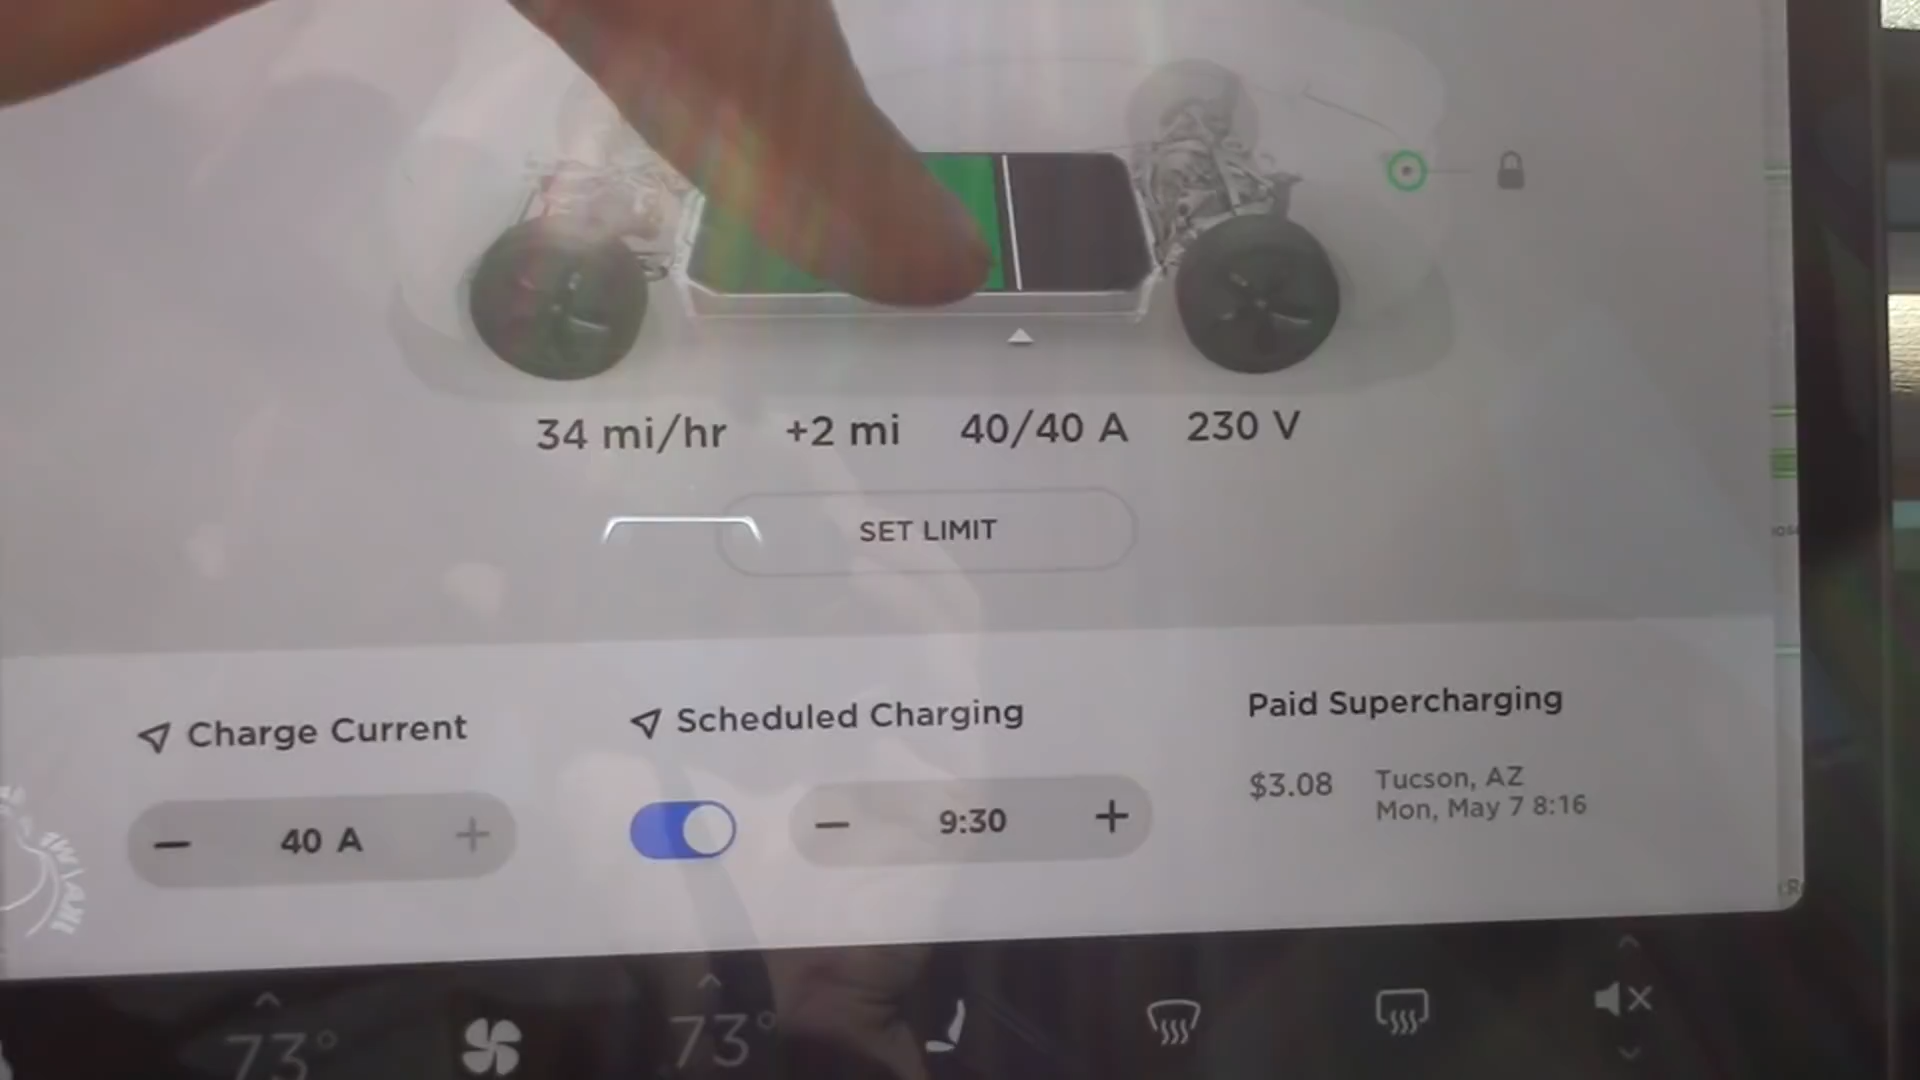 34 mi/hr +2 mi 40/40 A 230 V
SET LIMIT
Charge Current
Scheduled Charging
Paid Supercharging
− 40 A +
− 9:30 +
$3.08
Tucson, AZ
Mon, May 7 8:16
73° 73°